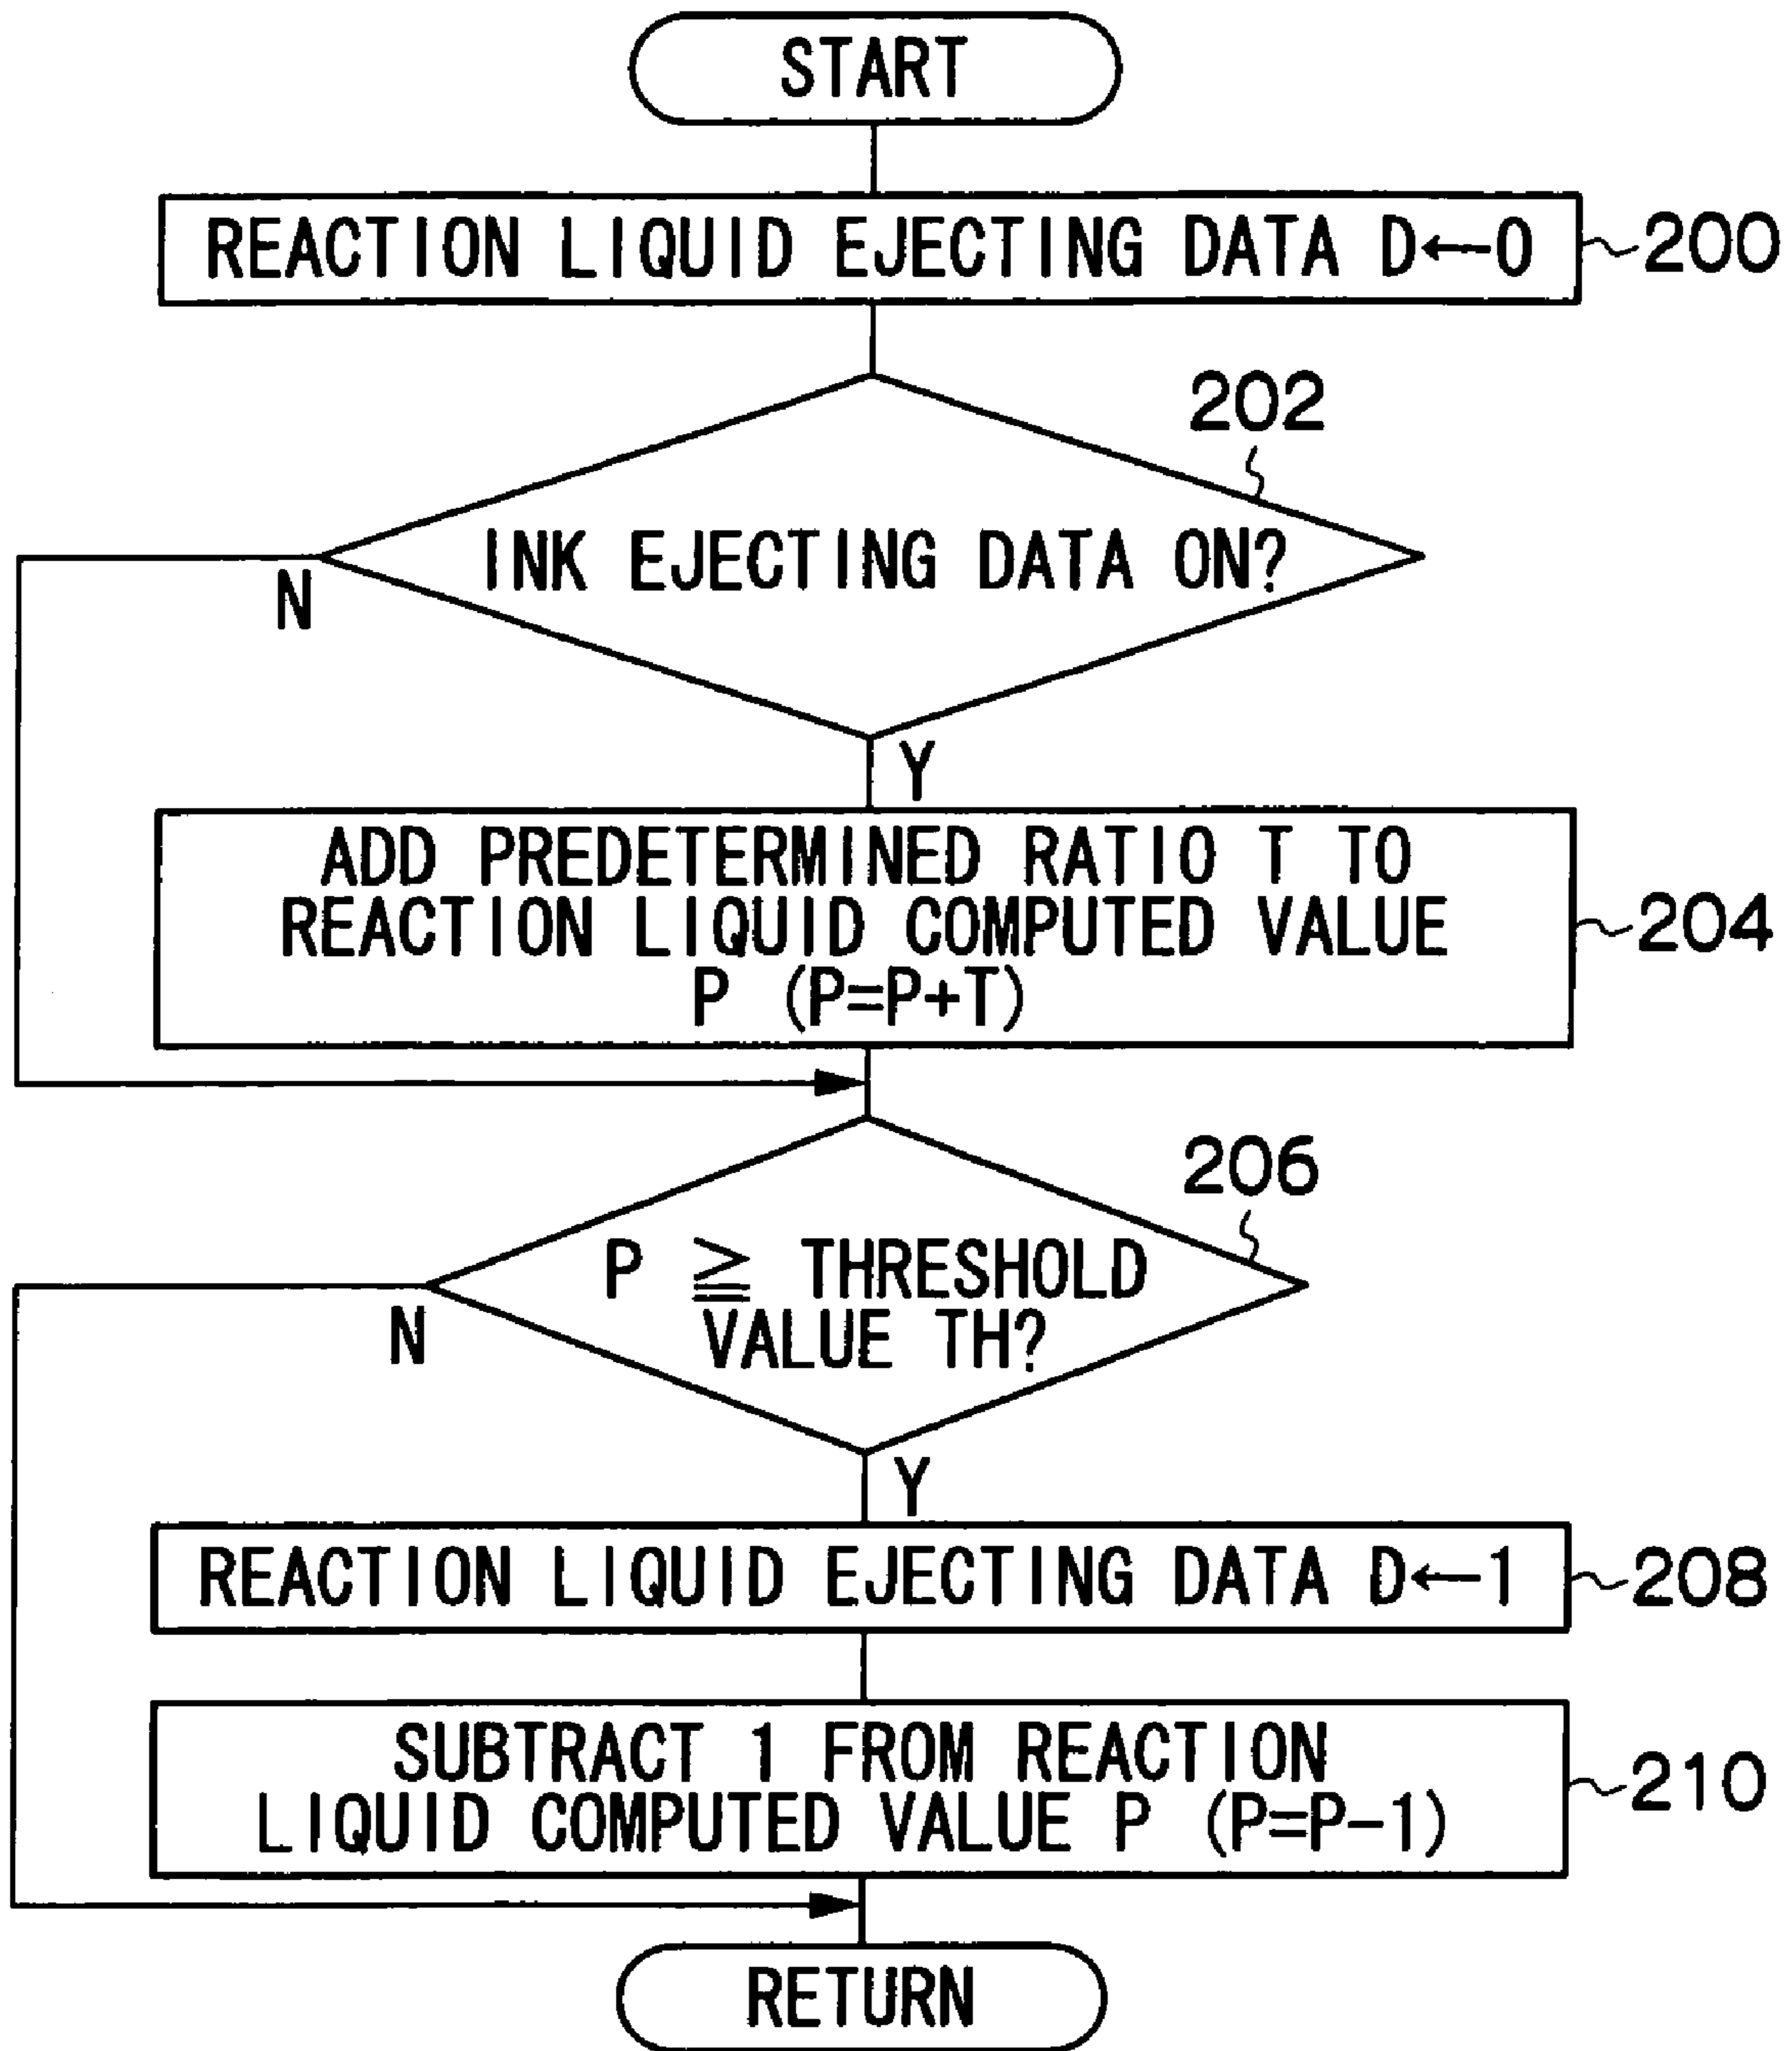 START
REACTION LIQUID EJECTING DATA D←0
200
202
INK EJECTING DATA ON?
N
Y
ADD PREDETERMINED RATIO T TO
REACTION LIQUID COMPUTED VALUE
P (P=P+T)
204
206
P ≧ THRESHOLD
VALUE TH?
N
Y
REACTION LIQUID EJECTING DATA D←1
208
SUBTRACT 1 FROM REACTION
LIQUID COMPUTED VALUE P (P=P-1)
210
RETURN